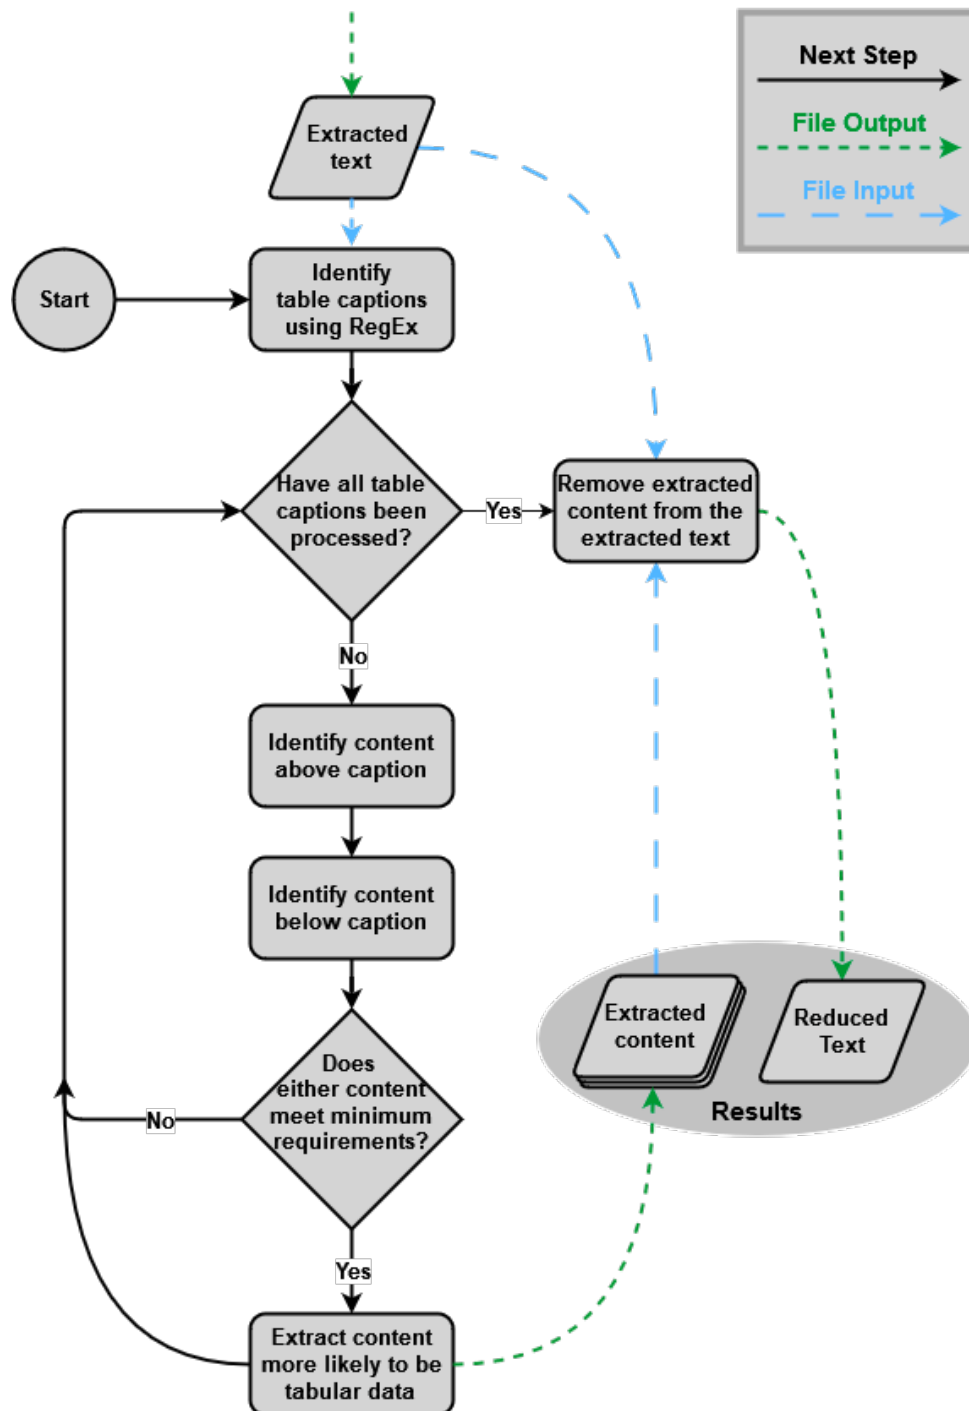 Next Step
File Output
File Input
Extracted
text
Start
Identify
table captions
using RegEx
Have all table
captions been
processed?
Yes
Remove extracted
content from the
extracted text
No
Identify content
above caption
Identify content
below caption
Does
either content
meet minimum
requirements?
No
Yes
Extract content
more likely to be
tabular data
Extracted
content
Reduced
Text
Results